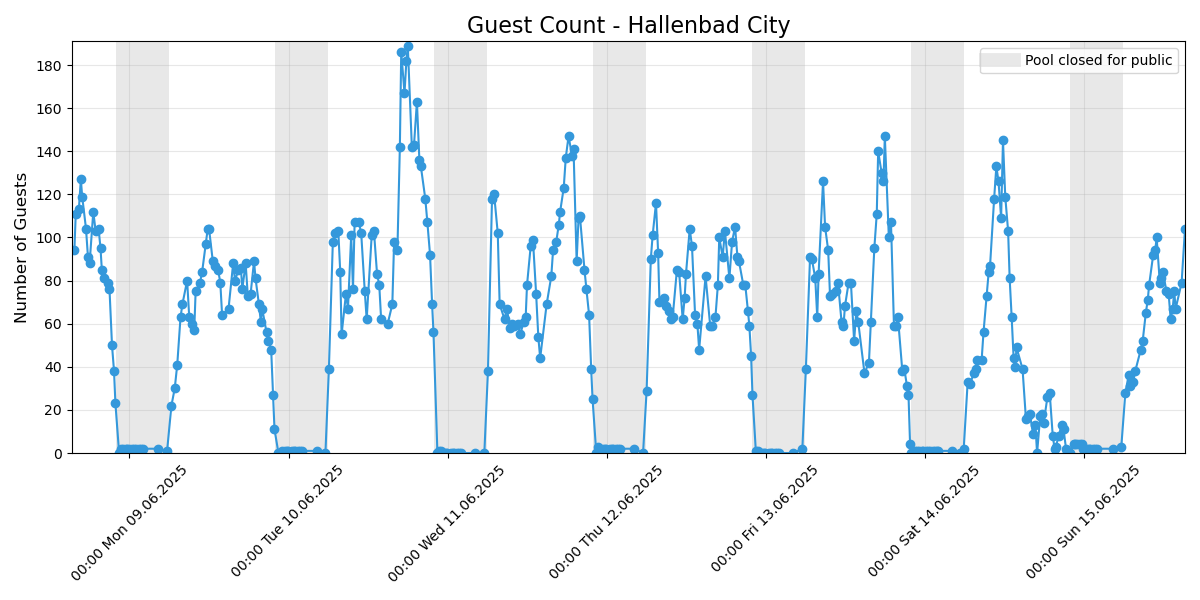 Guest Count - Hallenbad City
Pool closed for public
Number of Guests
180
160
140
120
100
80
60
40
20
0
00:00 Mon 09.06.2025
00:00 Tue 10.06.2025
00:00 Wed 11.06.2025
00:00 Thu 12.06.2025
00:00 Fri 13.06.2025
00:00 Sat 14.06.2025
00:00 Sun 15.06.2025